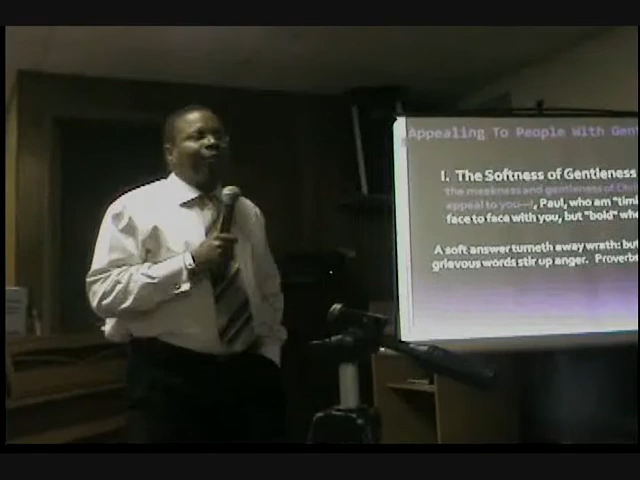 Appealing To People With Gen
I. The Softness of Gentleness
the meekness and gentleness of Ch
appeal to you—I, Paul, who am "timi
face to face with you, but "bold" whe
A soft answer turneth away wrath: but
grievous words stir up anger. Proverb